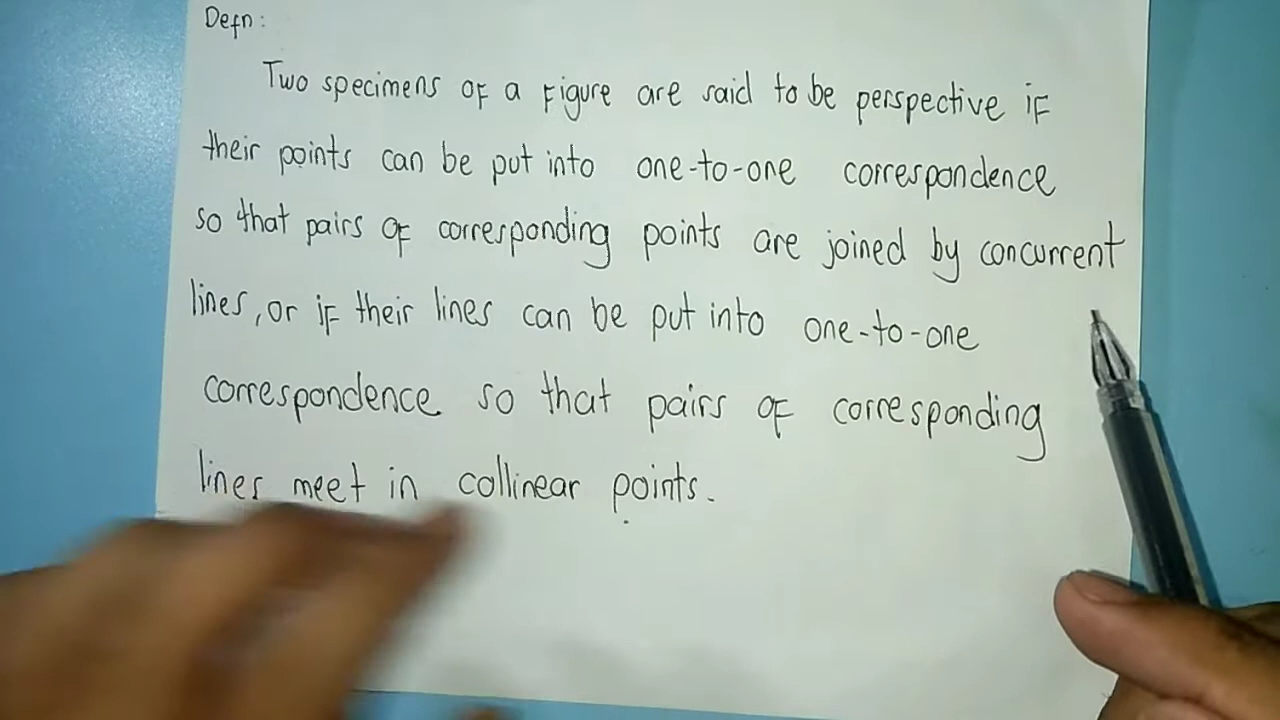 Defn:
Two specimens of a figure are said to be perspective if
their points can be put into one-to-one correspondence
so that pairs of corresponding points are joined by concurrent
lines, or if their lines can be put into one-to-one
correspondence so that pairs of corresponding
lines meet in collinear points.